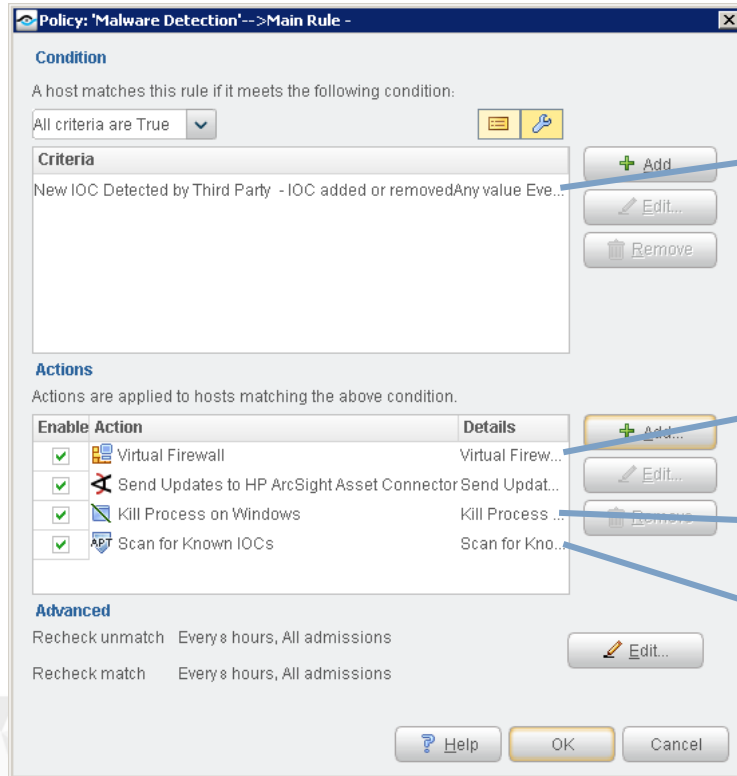 Policy: 'Malware Detection'-->Main Rule -
Condition
A host matches this rule if it meets the following condition:
All criteria are True
Criteria
New IOC Detected by Third Party - IOC added or removedAny value Eve...
Add
Edit...
Remove
Actions
Actions are applied to hosts matching the above condition.
Enable Action Details
Virtual Firewall Virtual Firew...
Send Updates to HP ArcSight Asset Connector Send Updat...
Kill Process on Windows Kill Process ...
APT Scan for Known IOCs Scan for Kno...
Add...
Edit...
Remove
Advanced
Recheck unmatch Every 8 hours, All admissions
Edit...
Recheck match Every 8 hours, All admissions
Help OK Cancel